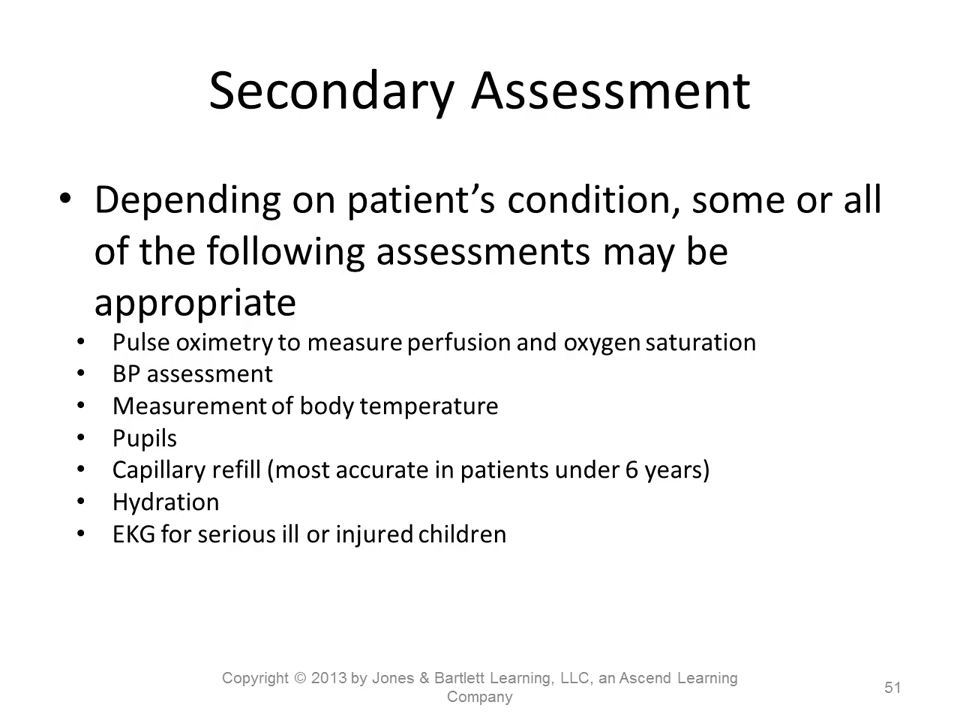 Secondary Assessment
• Depending on patient’s condition, some or all
of the following assessments may be
appropriate
• Pulse oximetry to measure perfusion and oxygen saturation
• BP assessment
• Measurement of body temperature
• Pupils
• Capillary refill (most accurate in patients under 6 years)
• Hydration
• EKG for serious ill or injured children
Copyright © 2013 by Jones & Bartlett Learning, LLC, an Ascend Learning
Company
51